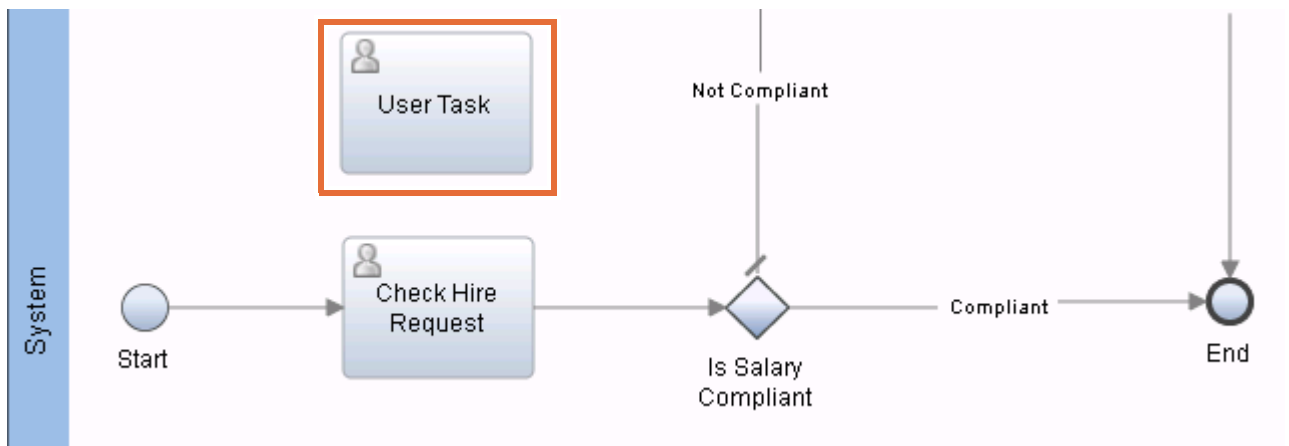 User Task
Not Compliant
System
Check Hire
Request
Compliant
Start
Is Salary
Compliant
End